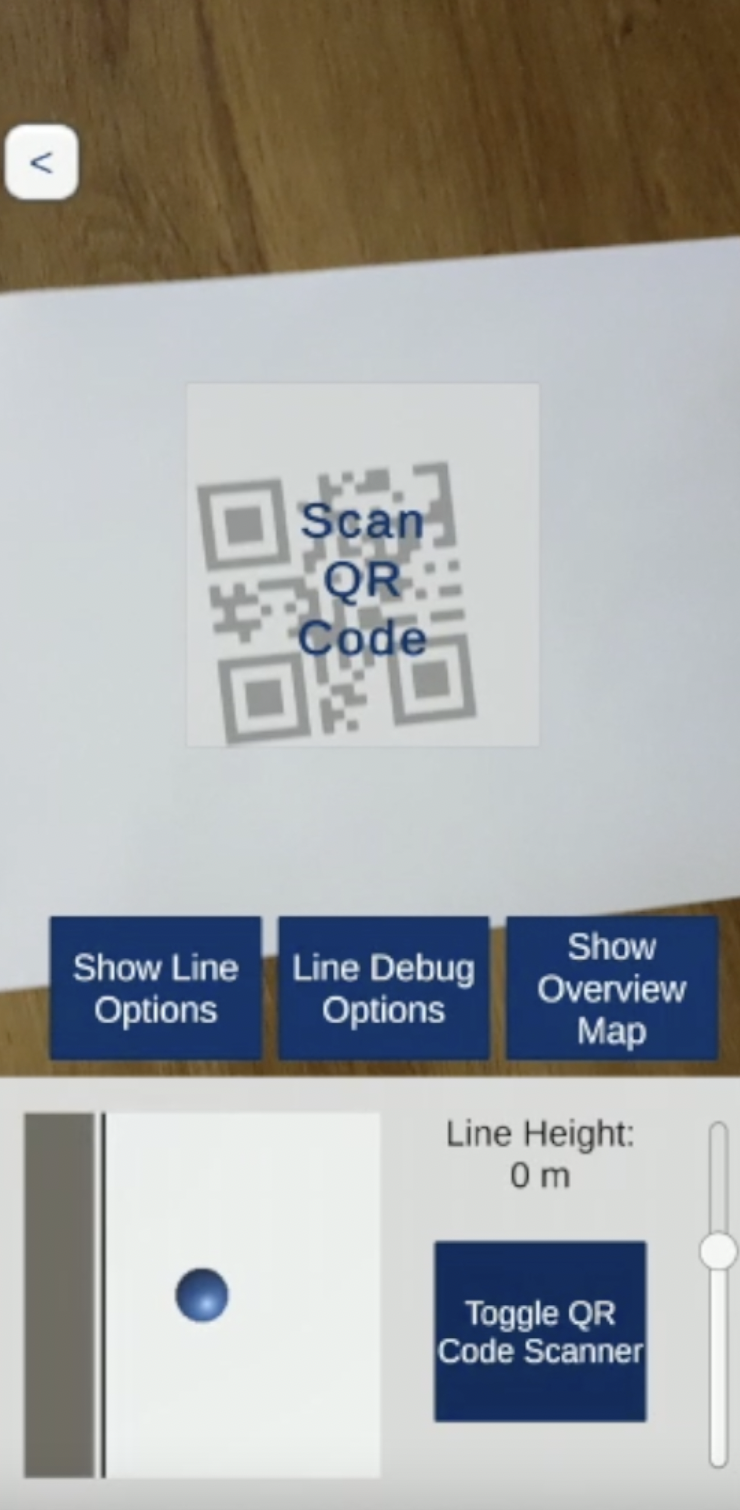 <
Scan
QR
Code
Show Line
Options
Line Debug
Options
Show
Overview
Map
Line Height:
0 m
Toggle QR
Code Scanner